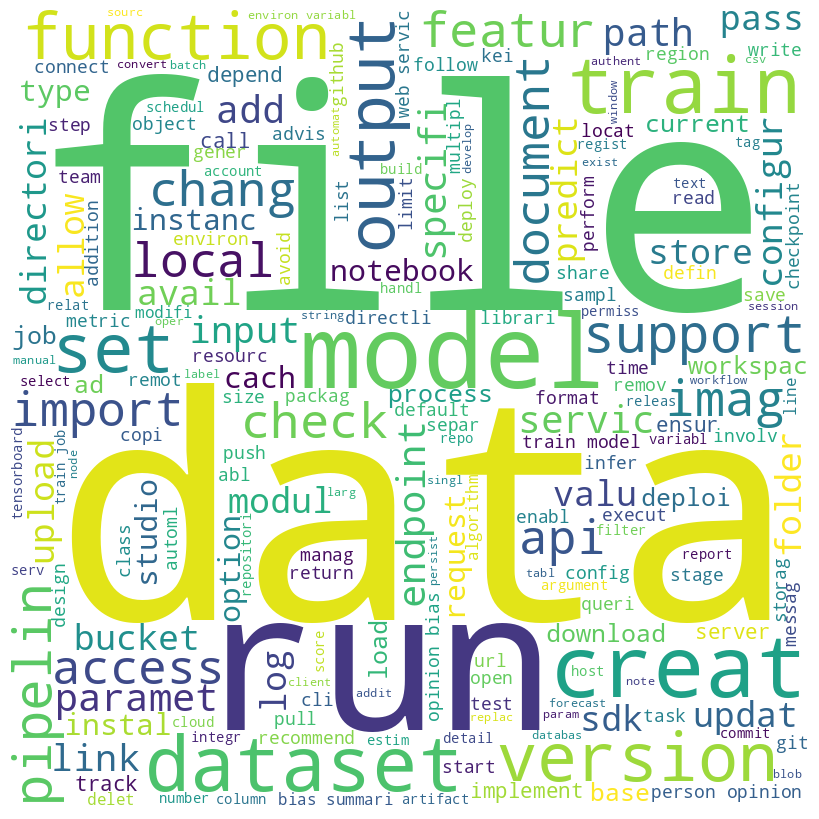 sourc
environ variabl
function
featur
pass
connect
convert
batch
depend
output
web servic
follow
kei
path
region
write
type
schedul
add
automat
github
train
authent
window
csv
step
object
call
advis
multipl
locat
current
directori
gener
list
limit
build
develop
document
regist
tag
team
account
specifi
deploy
predict
exist
configur
allow
addition
chang
file
text
read
perform
instanc
environ
avoid
store
checkpoint
local
notebook
share
defin
avail
handl
sampl
save
relat
modifi
oper
string
directli
librari
permiss
session
metric
job
input
set
model
support
manual
resourc
time
workspac
select
ad
remot
label
cach
process
format
remov
workflow
size
packag
default
releas
imag
line
import
check
separ
servic
ensur
copi
train model
variabl
involv
tensorboard
train job
node
push
repo
infer
upload
abl
larg
endpoint
singl
data
valu
deploi
folder
modul
request
algorithm
enabl
execut
studio
class
automl
option
repositori
manag
return
api
filter
report
serv
design
persist
tabl
config
stage
storag
messag
argument
queri
pipelin
bucket
run
load
opinion bias
download
server
access
log
score
url
host
creat
client
open
paramet
cli
addit
test
note
instal
cloud
pull
replac
forecast
param
sdk
task
updat
integr
recommend
databas
commit
git
link
estim
detail
start
version
blob
track
dataset
implement
base
person opinion
delet
number
column
bias summari
artifact